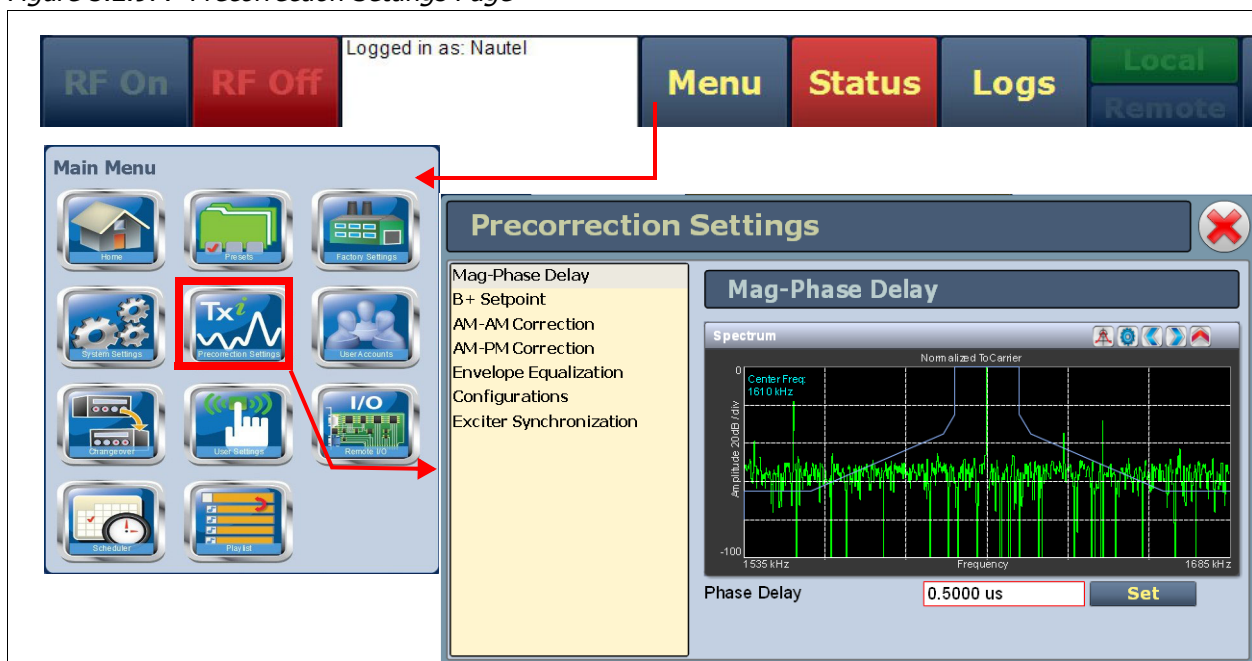 Precorrection Settings Page
RF On
RF Off
Logged in as: Nautel
Menu
Status
Logs
Local
Remote
Main Menu
Home
Presets
Factory Settings
System Settings
Txi
Precorrection Settings
User Accounts
Changeover
User Settings
I/O
Remote I/O
Scheduler
Playlist
Precorrection Settings
Mag-Phase Delay
B+ Setpoint
AM-AM Correction
AM-PM Correction
Envelope Equalization
Configurations
Exciter Synchronization
Mag-Phase Delay
Spectrum
Normalized To Carrier
0
Center Freq:
1610 kHz
Amplitude 20dB /div
-100
1535 kHz
Frequency
1685 kHz
Phase Delay
0.5000 us
Set